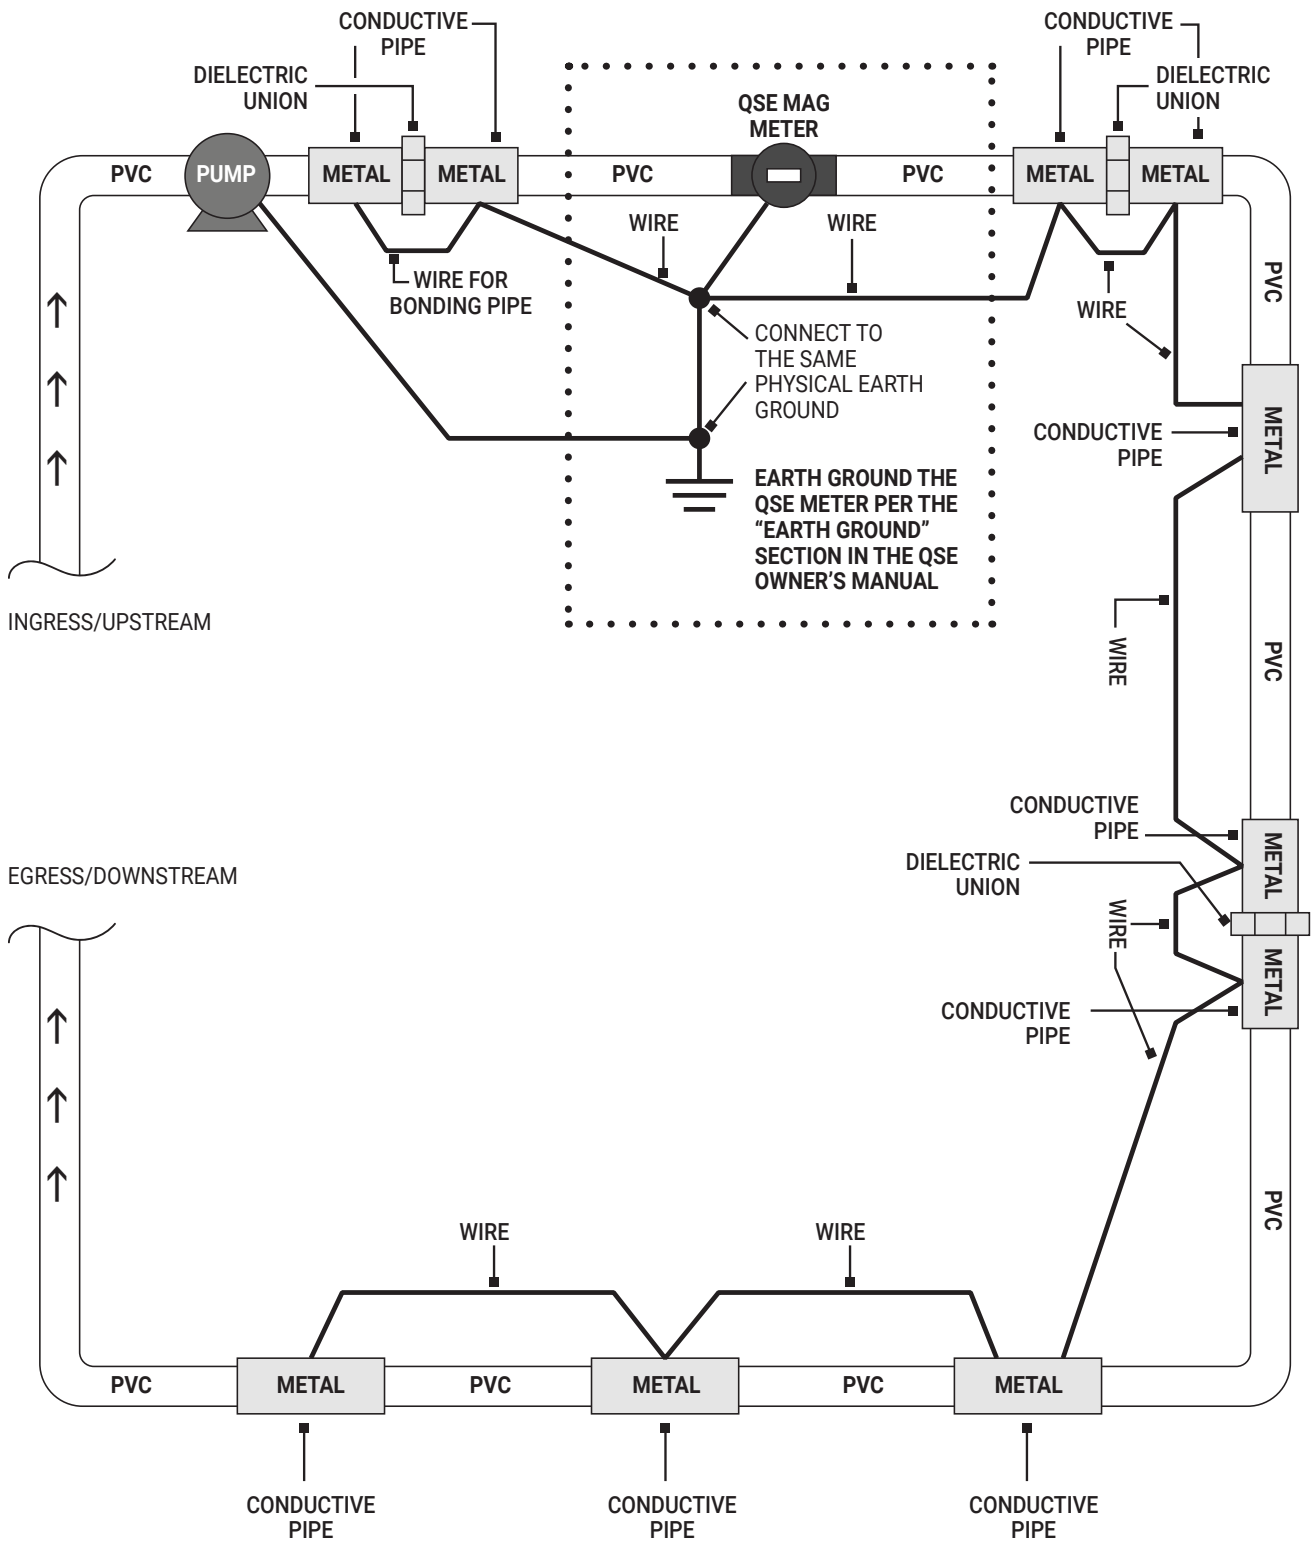 CONDUCTIVE
PIPE
DIELECTRIC
UNION
QSE MAG
METER
CONDUCTIVE
PIPE
DIELECTRIC
UNION
PVC
PUMP
METAL
METAL
PVC
PVC
METAL
METAL
WIRE
WIRE
WIRE FOR
BONDING PIPE
PVC
WIRE
CONNECT TO
THE SAME
PHYSICAL EARTH
GROUND
CONDUCTIVE
PIPE
METAL
EARTH GROUND THE
QSE METER PER THE
“EARTH GROUND”
SECTION IN THE QSE
OWNER’S MANUAL
INGRESS/UPSTREAM
WIRE
PVC
CONDUCTIVE
PIPE
METAL
DIELECTRIC
UNION
EGRESS/DOWNSTREAM
WIRE
METAL
CONDUCTIVE
PIPE
PVC
WIRE
WIRE
PVC
METAL
PVC
METAL
PVC
METAL
CONDUCTIVE
PIPE
CONDUCTIVE
PIPE
CONDUCTIVE
PIPE